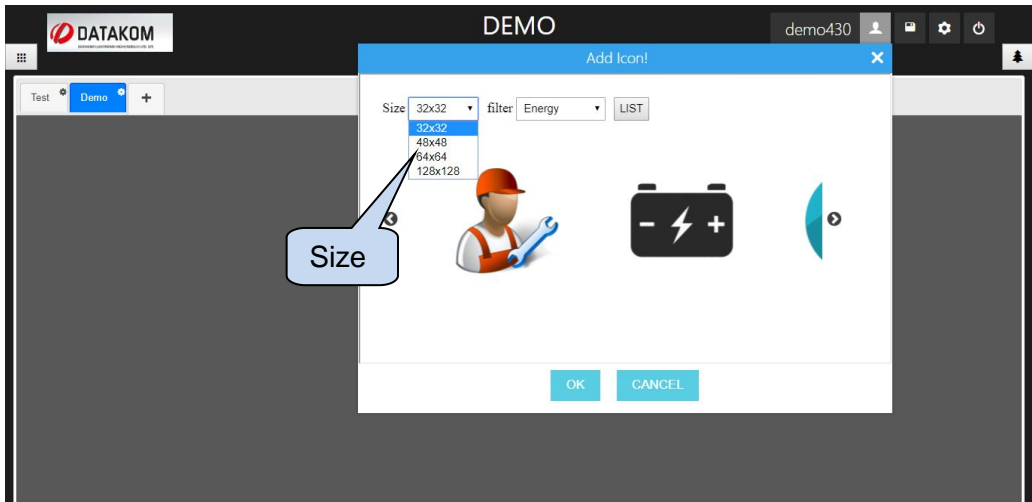 DATAKOM
DEMO
demo430
Add Icon!
Test
Demo
+
Size 32x32 filter Energy LIST
32x32
48x48
64x64
128x128
Size
OK CANCEL